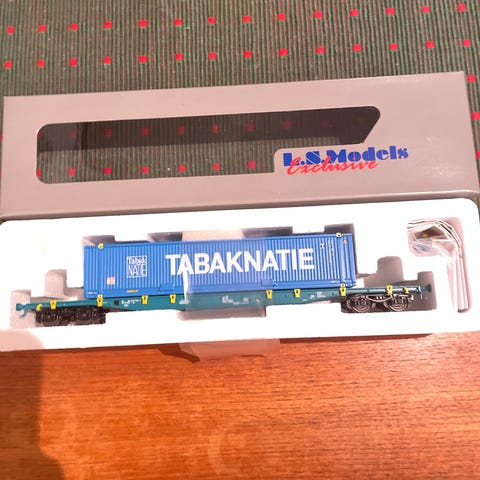 L.S.Models
Exclusive
Tabak
NATIE
TABAKNATIE